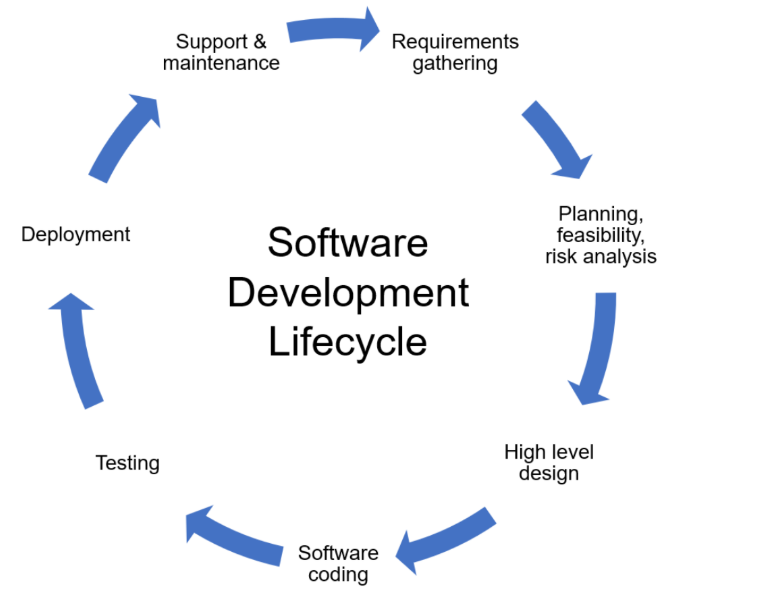 Support &
maintenance
Requirements
gathering
Planning,
feasibility,
risk analysis
High level
design
Software
coding
Testing
Deployment
Software
Development
Lifecycle